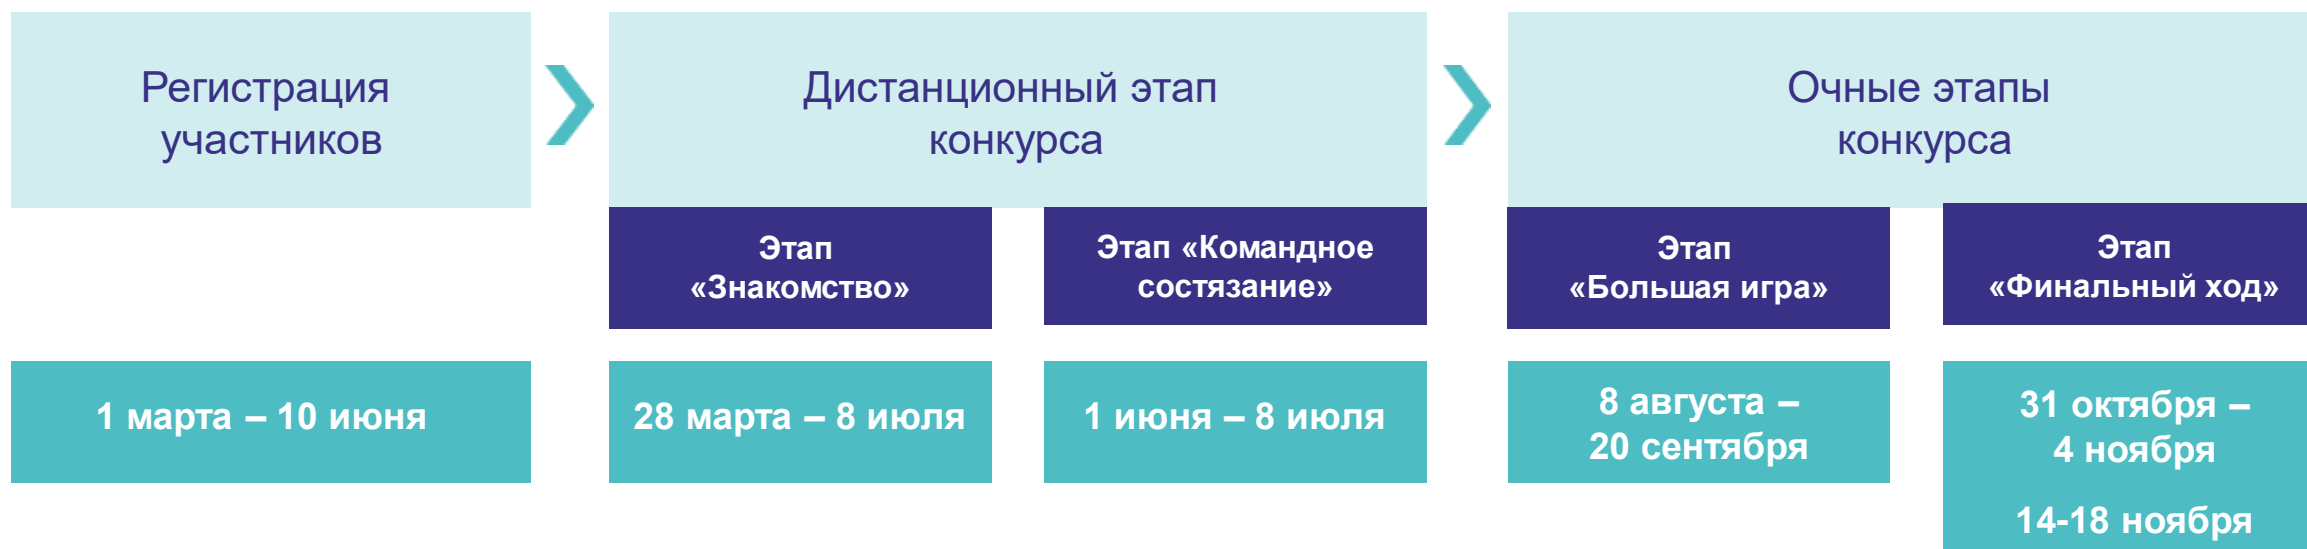 Регистрация
участников
Дистанционный этап
конкурса
Очные этапы
конкурса
Этап
«Знакомство»
Этап «Командное
состязание»
Этап
«Большая игра»
Этап
«Финальный ход»
1 марта – 10 июня
28 марта – 8 июля
1 июня – 8 июля
8 августа –
20 сентября
31 октября –
4 ноября
14-18 ноября